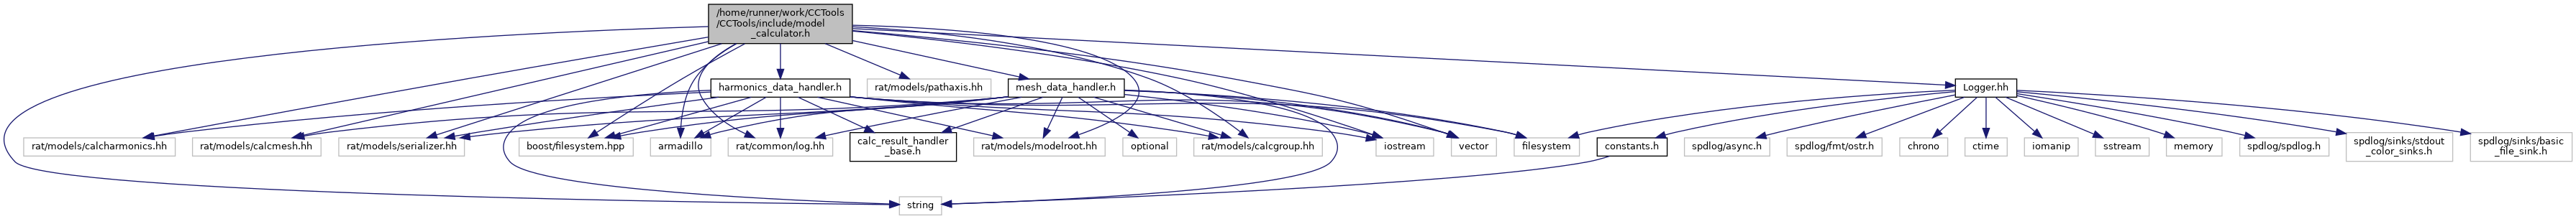 /home/runner/work/CCTools
/CCTools/include/model
_calculator.h
harmonics_data_handler.h
rat/models/pathaxis.hh
mesh_data_handler.h
Logger.hh
rat/models/calcharmonics.hh
rat/models/calcmesh.hh
rat/models/serializer.hh
boost/filesystem.hpp
armadillo
rat/common/log.hh
calc_result_handler
_base.h
rat/models/modelroot.hh
optional
rat/models/calcgroup.hh
iostream
vector
filesystem
constants.h
spdlog/async.h
spdlog/fmt/ostr.h
chrono
ctime
iomanip
sstream
memory
spdlog/spdlog.h
spdlog/sinks/stdout
_color_sinks.h
spdlog/sinks/basic
_file_sink.h
string